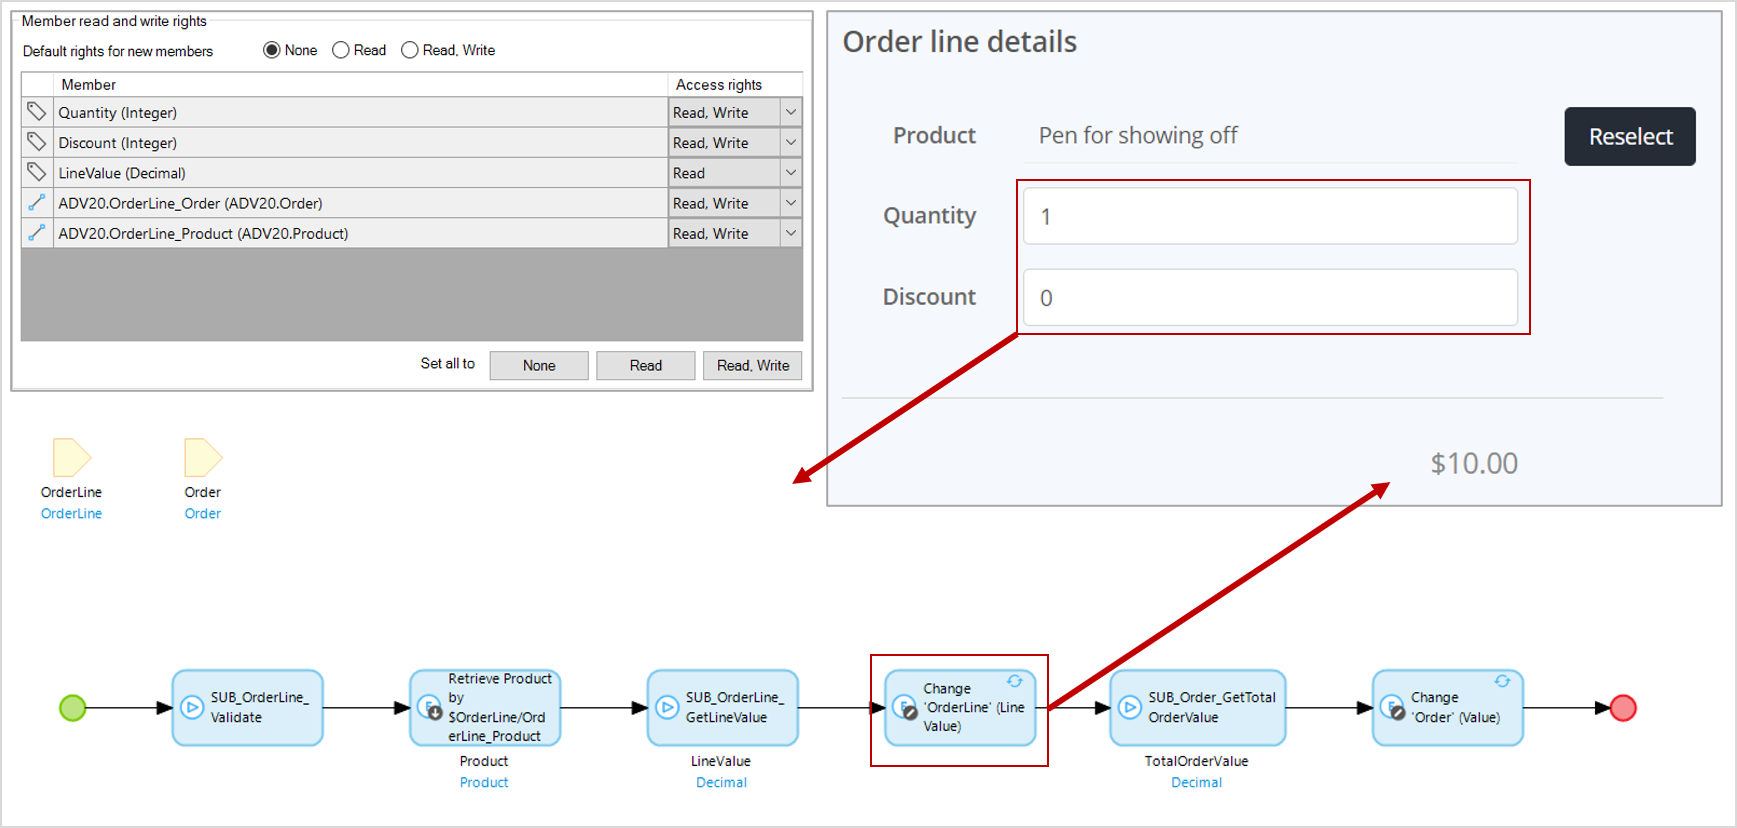 Member read and write rights
Default rights for new members None Read Read, Write
Member Access rights
Quantity (Integer) Read, Write
Discount (Integer) Read, Write
LineValue (Decimal) Read
ADV20.OrderLine_Order (ADV20.Order) Read, Write
ADV20.OrderLine_Product (ADV20.Product) Read, Write
Set all to None Read Read, Write
Order line details
Product Pen for showing off Reselect
Quantity 1
Discount 0
$10.00
OrderLine
OrderLine
Order
Order
SUB_OrderLine_
Validate
Retrieve Product
by
$OrderLine/Ord
erLine_Product
Product
Product
SUB_OrderLine_
GetLineValue
LineValue
Decimal
Change
'OrderLine' (Line
Value)
SUB_Order_GetTotal
OrderValue
TotalOrderValue
Decimal
Change
'Order' (Value)